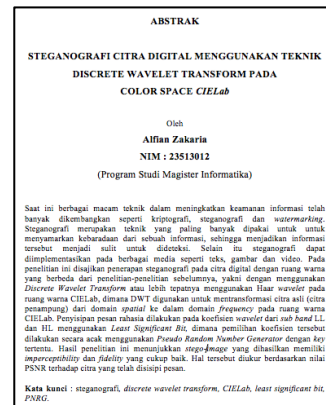 ABSTRAK
STEGANOGRAFI CITRA DIGITAL MENGGUNAKAN TEKNIK
DISCRETE WAVELET TRANSFORM PADA
COLOR SPACE CIELab
Oleh
Alfian Zakaria
NIM : 23513012
(Program Studi Magister Informatika)
Saat ini berbagai macam teknik dalam meningkatkan keamanan informasi telah
banyak dikembangkan seperti kriptografi, steganografi dan watermarking.
Steganografi merupakan teknik yang paling banyak dipakai untuk untuk
menyamarkan keberadaan dari sebuah informasi, sehingga menjadikan informasi
tersebut menjadi sulit untuk dideteksi. Selain itu steganografi dapat
diimplementasikan pada berbagai media seperti teks, gambar dan video. Pada
penelitian ini disajikan penerapan steganografi pada citra digital dengan ruang warna
yang berbeda dari penelitian-penelitian sebelumnya, yakni dengan menggunakan
Discrete Wavelet Transform atau lebih tepatnya menggunakan Haar wavelet pada
ruang warna CIELab, dimana DWT digunakan untuk mentransformasi citra asli (citra
penampung) dari domain spatial ke dalam domain frequency pada ruang warna
CIELab. Penyisipan pesan rahasia dilakukan pada koefisien wavelet dari sub band LL
dan HL menggunakan Least Significant Bit, dimana pemilihan koefisien tersebut
dilakukan secara acak menggunakan Pseudo Random Number Generator dengan key
tertentu. Hasil penelitian ini menunjukkan stego-image yang dihasilkan memiliki
imperceptibility dan fidelity yang cukup baik. Hal tersebut diukur berdasarkan nilai
PSNR terhadap citra yang telah disisipi pesan.
Kata kunci : steganografi, discrete wavelet transform, CIELab, least significant bit,
PNRG.